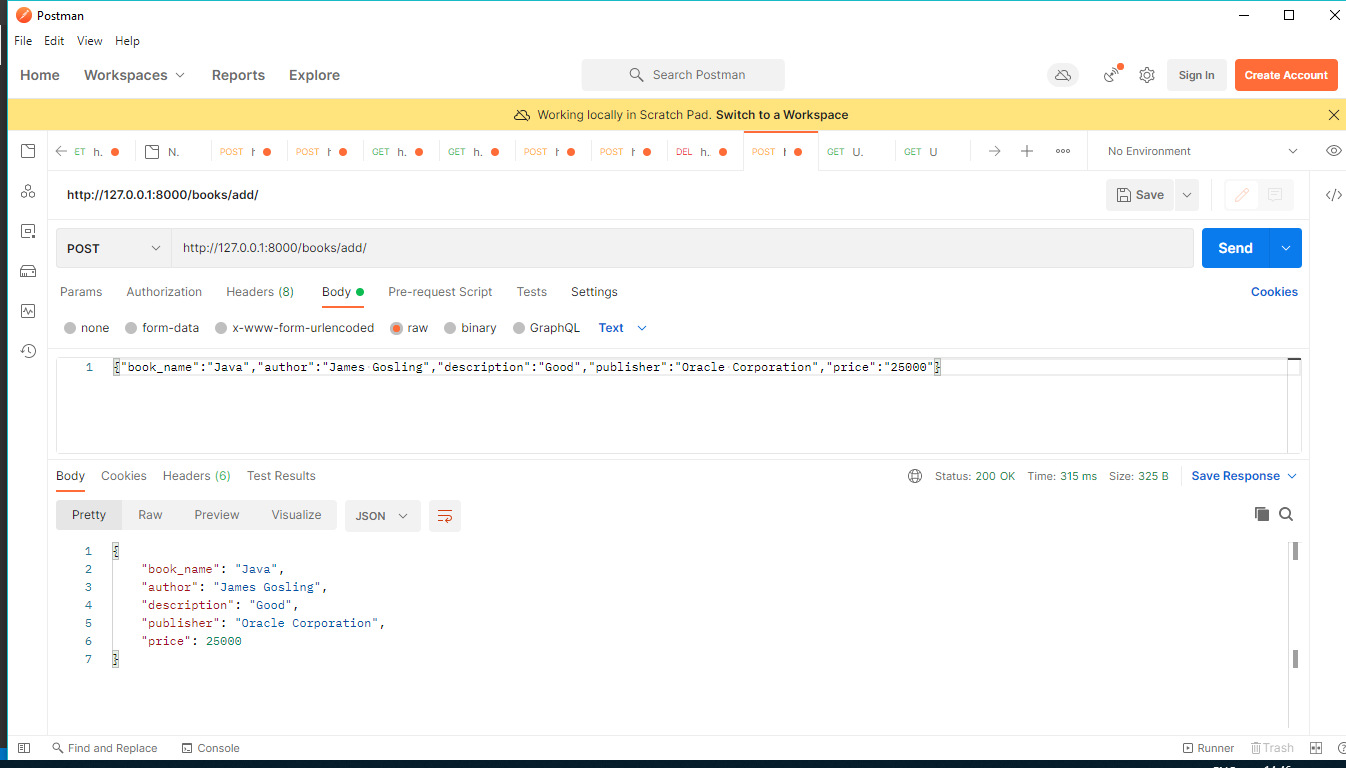 Postman
File Edit View Help
Home Workspaces Reports Explore Search Postman Sign In Create Account
Working locally in Scratch Pad. Switch to a Workspace
ET h. N. POST POST GET h. GET h. POST POST DEL h. POST GET U. GET U No Environment
http://127.0.0.1:8000/books/add/ Save
POST http://127.0.0.1:8000/books/add/ Send
Params Authorization Headers (8) Body Pre-request Script Tests Settings Cookies
none form-data x-www-form-urlencoded raw binary GraphQL Text
1 {"book_name":"Java","author":"James Gosling","description":"Good","publisher":"Oracle Corporation","price":"25000"}
Body Cookies Headers (6) Test Results Status: 200 OK Time: 315 ms Size: 325 B Save Response
Pretty Raw Preview Visualize JSON
1 {
2 "book_name": "Java",
3 "author": "James Gosling",
4 "description": "Good",
5 "publisher": "Oracle Corporation",
6 "price": 25000
7 }
Find and Replace Console Runner Trash